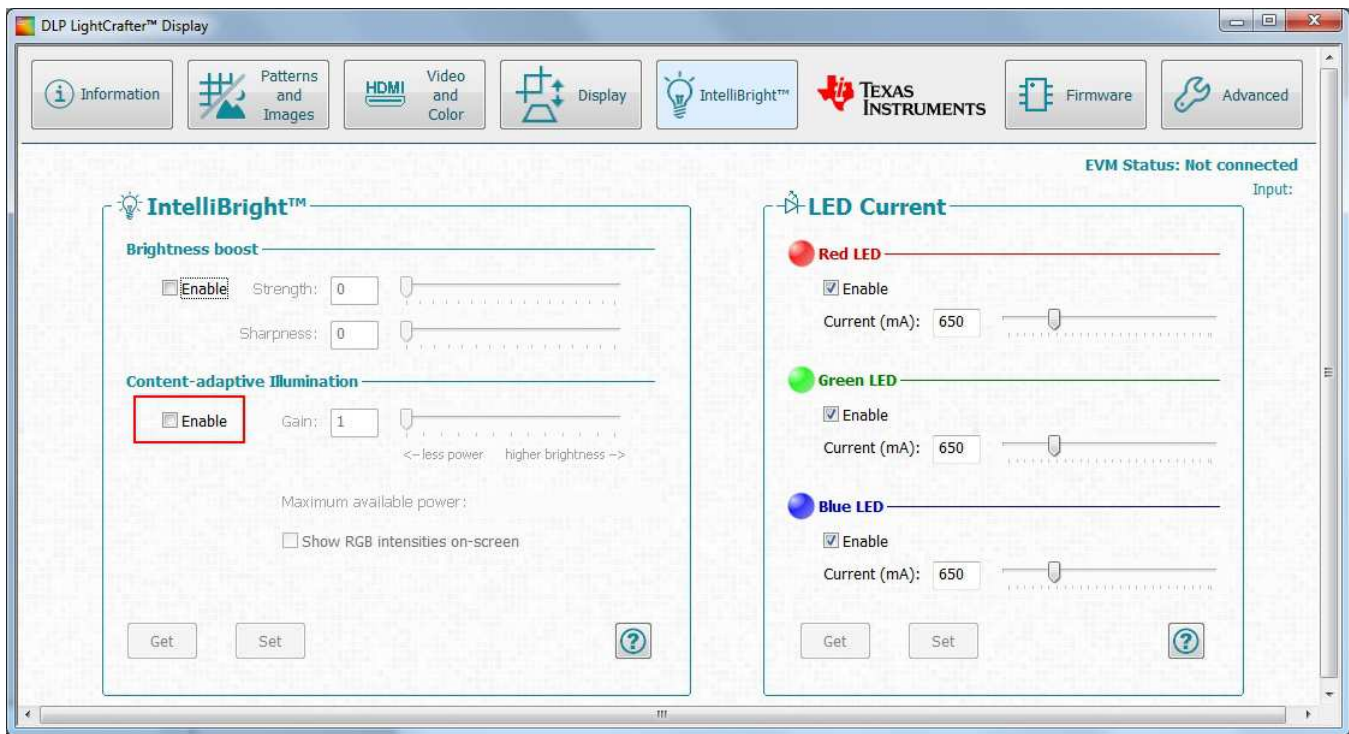 DLP LightCrafter™ Display
Information
Patterns
and
Images
HDMI
Video
and
Color
Display
IntelliBright™
TEXAS
INSTRUMENTS
Firmware
Advanced
EVM Status: Not connected
Input:
IntelliBright™
Brightness boost
Enable Strength: 0
Sharpness: 0
Content-adaptive Illumination
Enable Gain: 1
<-less power higher brightness ->
Maximum available power:
Show RGB intensities on-screen
Get Set ?
LED Current
Red LED
Enable
Current (mA): 650
Green LED
Enable
Current (mA): 650
Blue LED
Enable
Current (mA): 650
Get Set ?